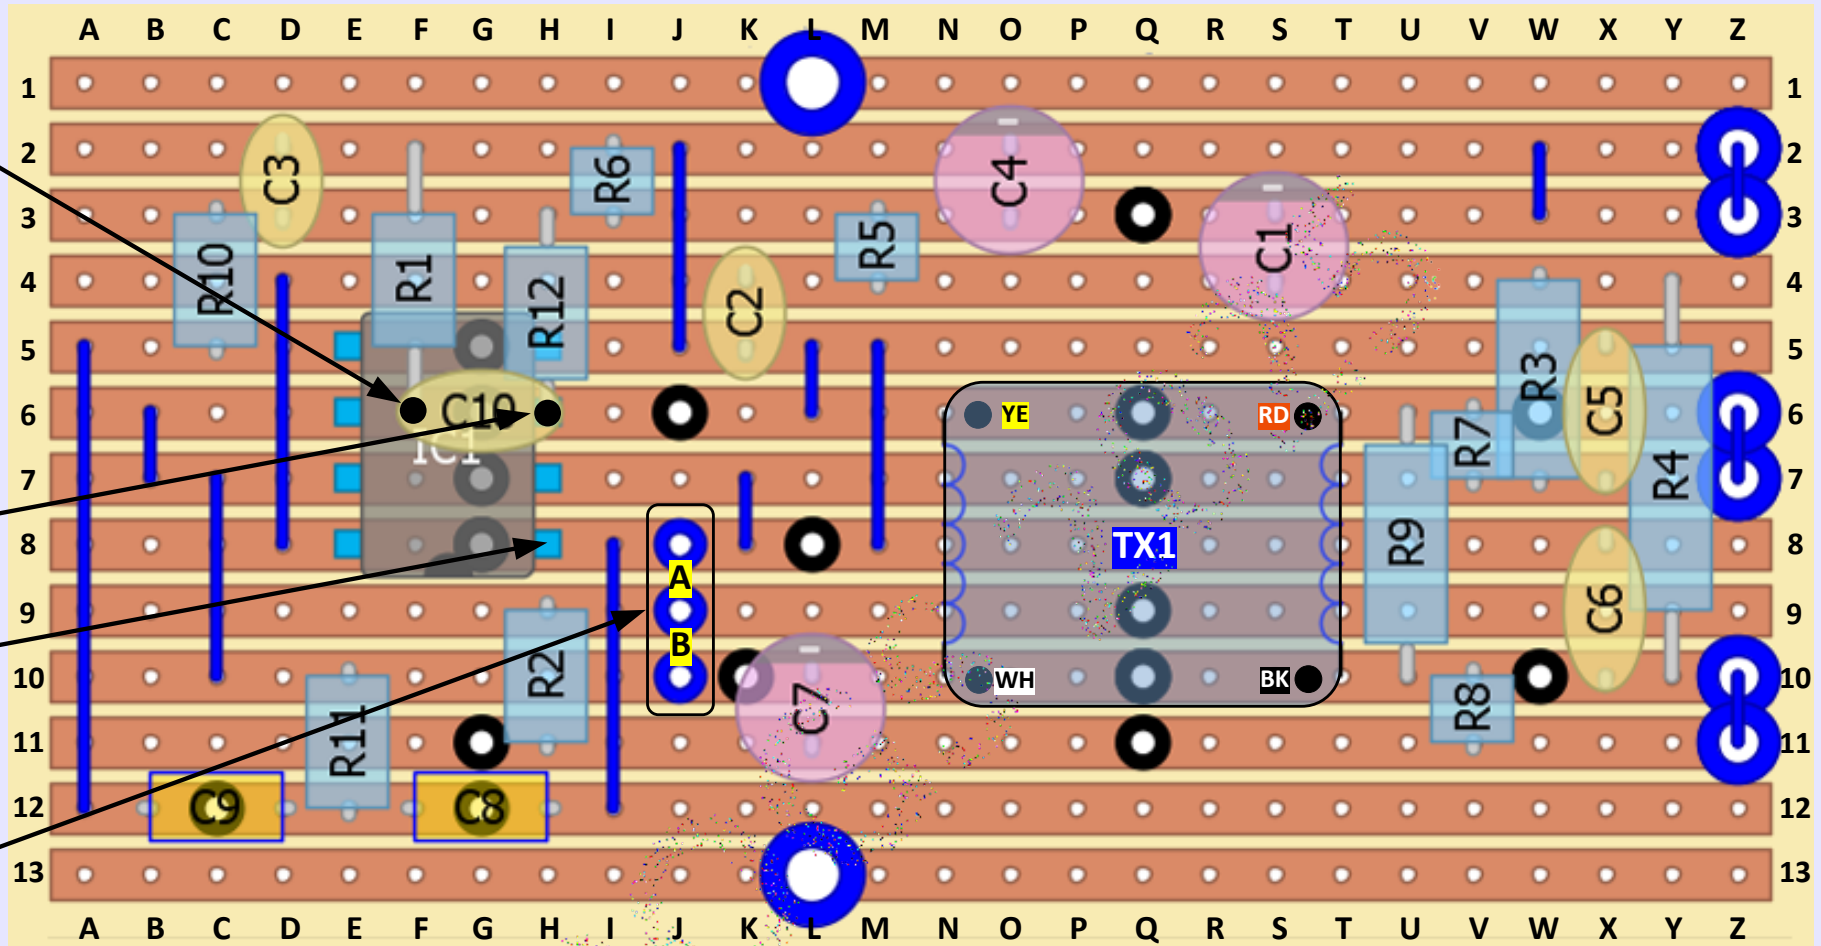 A B C D E F G H I J K L M N O P Q R S T U V W X Y Z
1 1
2 C3 R6 C4 2
3 R10 R1 R12 R5 C1 3
4 C2 4
5 R3 5
6 C10 YE RD R7 C5 6
7 IC1 R4 7
8 A TX1 R9 8
9 B R2 C6 9
10 C7 WH BK R8 10
11 R11 11
12 C9 C8 12
13 13
A B C D E F G H I J K L M N O P Q R S T U V W X Y Z